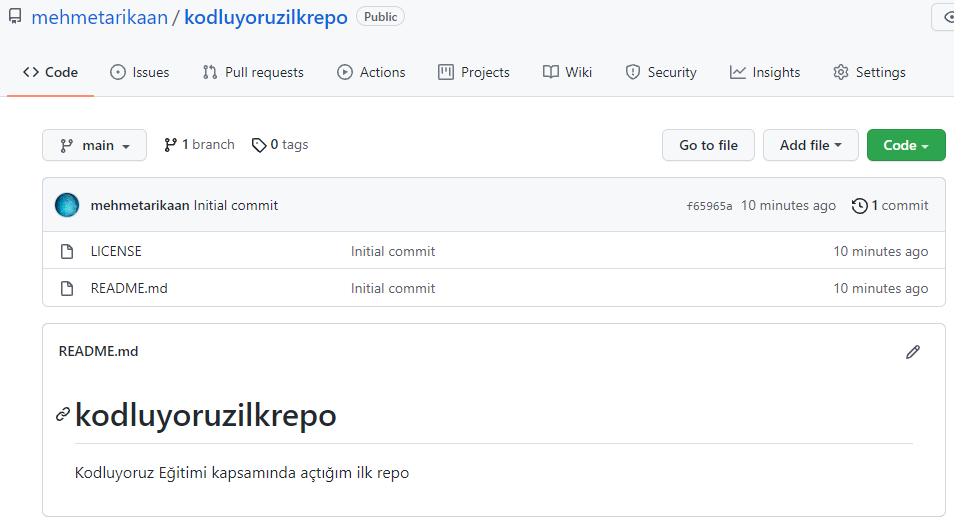 mehmetarikaan / kodluyoruzilkrepo Public
Code Issues Pull requests Actions Projects Wiki Security Insights Settings
main 1 branch 0 tags Go to file Add file Code
mehmetarikaan Initial commit f65965a 10 minutes ago 1 commit
LICENSE Initial commit 10 minutes ago
README.md Initial commit 10 minutes ago
README.md
kodluyoruzilkrepo
Kodluyoruz Eğitimi kapsamında açtığım ilk repo